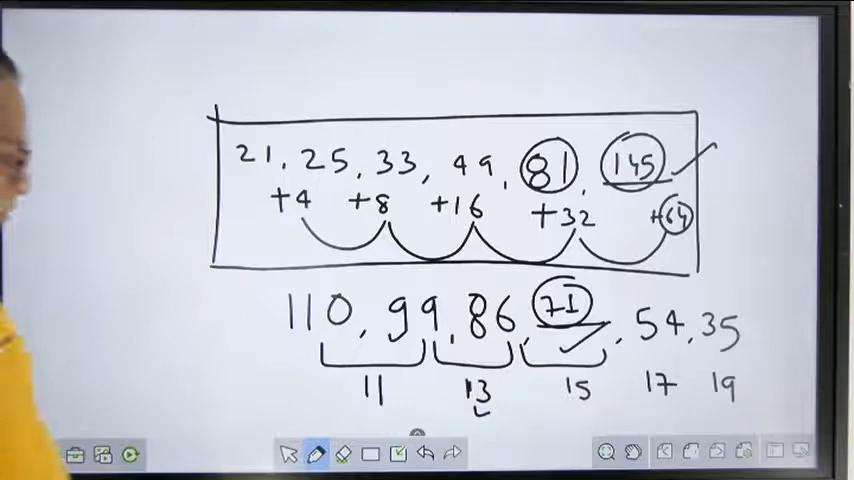 21, 25, 33, 49, 81, 145
+4 +8 +16 +32 +64
110, 99, 86, 71, 54, 35
11 13 15 17 19